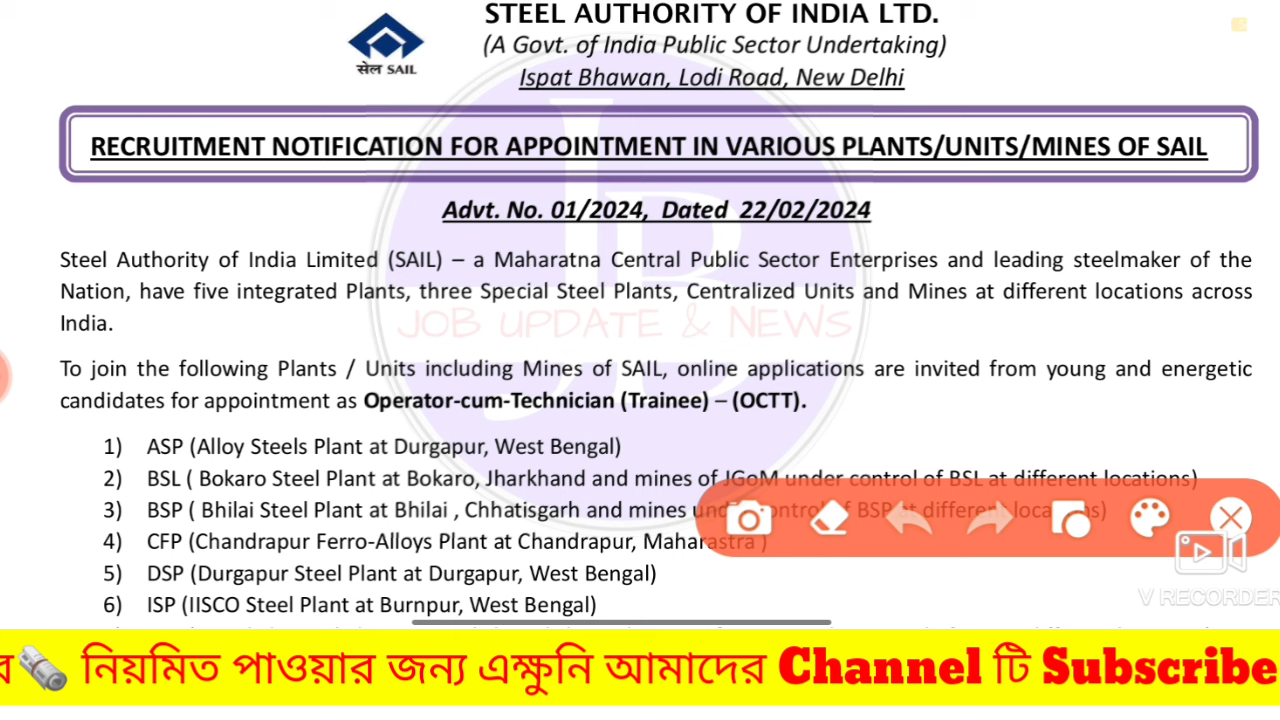 STEEL AUTHORITY OF INDIA LTD.
(A Govt. of India Public Sector Undertaking)
Ispat Bhawan, Lodi Road, New Delhi
सेल SAIL
RECRUITMENT NOTIFICATION FOR APPOINTMENT IN VARIOUS PLANTS/UNITS/MINES OF SAIL
Advt. No. 01/2024, Dated 22/02/2024
Steel Authority of India Limited (SAIL) – a Maharatna Central Public Sector Enterprises and leading steelmaker of the
Nation, have five integrated Plants, three Special Steel Plants, Centralized Units and Mines at different locations across
India.
JOB UPDATE & NEWS
To join the following Plants / Units including Mines of SAIL, online applications are invited from young and energetic
candidates for appointment as Operator-cum-Technician (Trainee) – (OCTT).
1) ASP (Alloy Steels Plant at Durgapur, West Bengal)
2) BSL ( Bokaro Steel Plant at Bokaro, Jharkhand and mines of JGoM under control of BSL at different locations)
3) BSP ( Bhilai Steel Plant at Bhilai , Chhatisgarh and mines under control of BSP at different locations)
4) CFP (Chandrapur Ferro-Alloys Plant at Chandrapur, Maharastra )
5) DSP (Durgapur Steel Plant at Durgapur, West Bengal)
6) ISP (IISCO Steel Plant at Burnpur, West Bengal)
V RECORDER
নিয়মিত পাওয়ার জন্য এক্ষুনি আমাদের Channel টি Subscribe